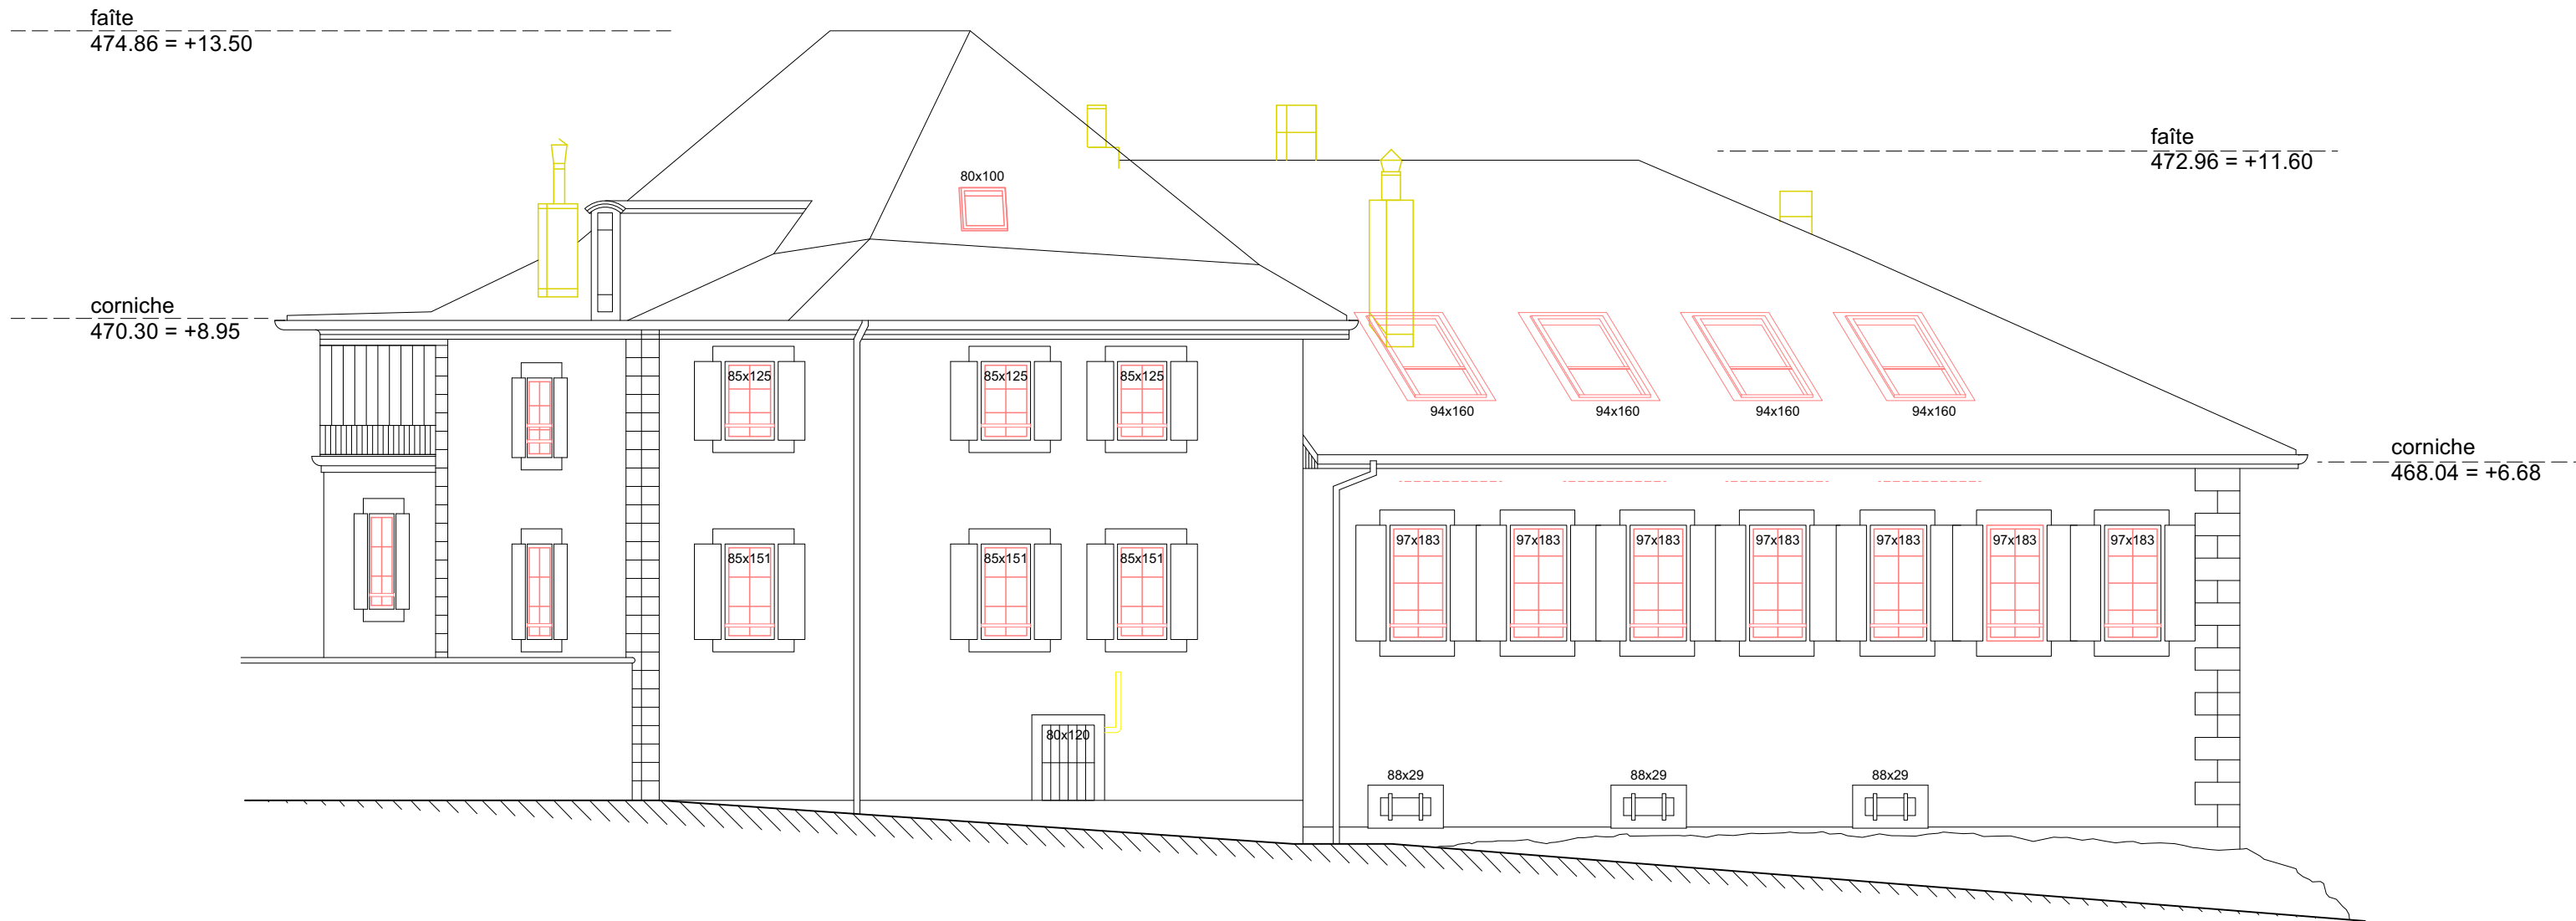 faîte
474.86 = +13.50
faîte
472.96 = +11.60
80x100
corniche
470.30 = +8.95
85x125
85x125
85x125
94x160
94x160
94x160
94x160
corniche
468.04 = +6.68
97x183
97x183
97x183
97x183
97x183
97x183
97x183
85x151
85x151
85x151
80x120
88x29
88x29
88x29